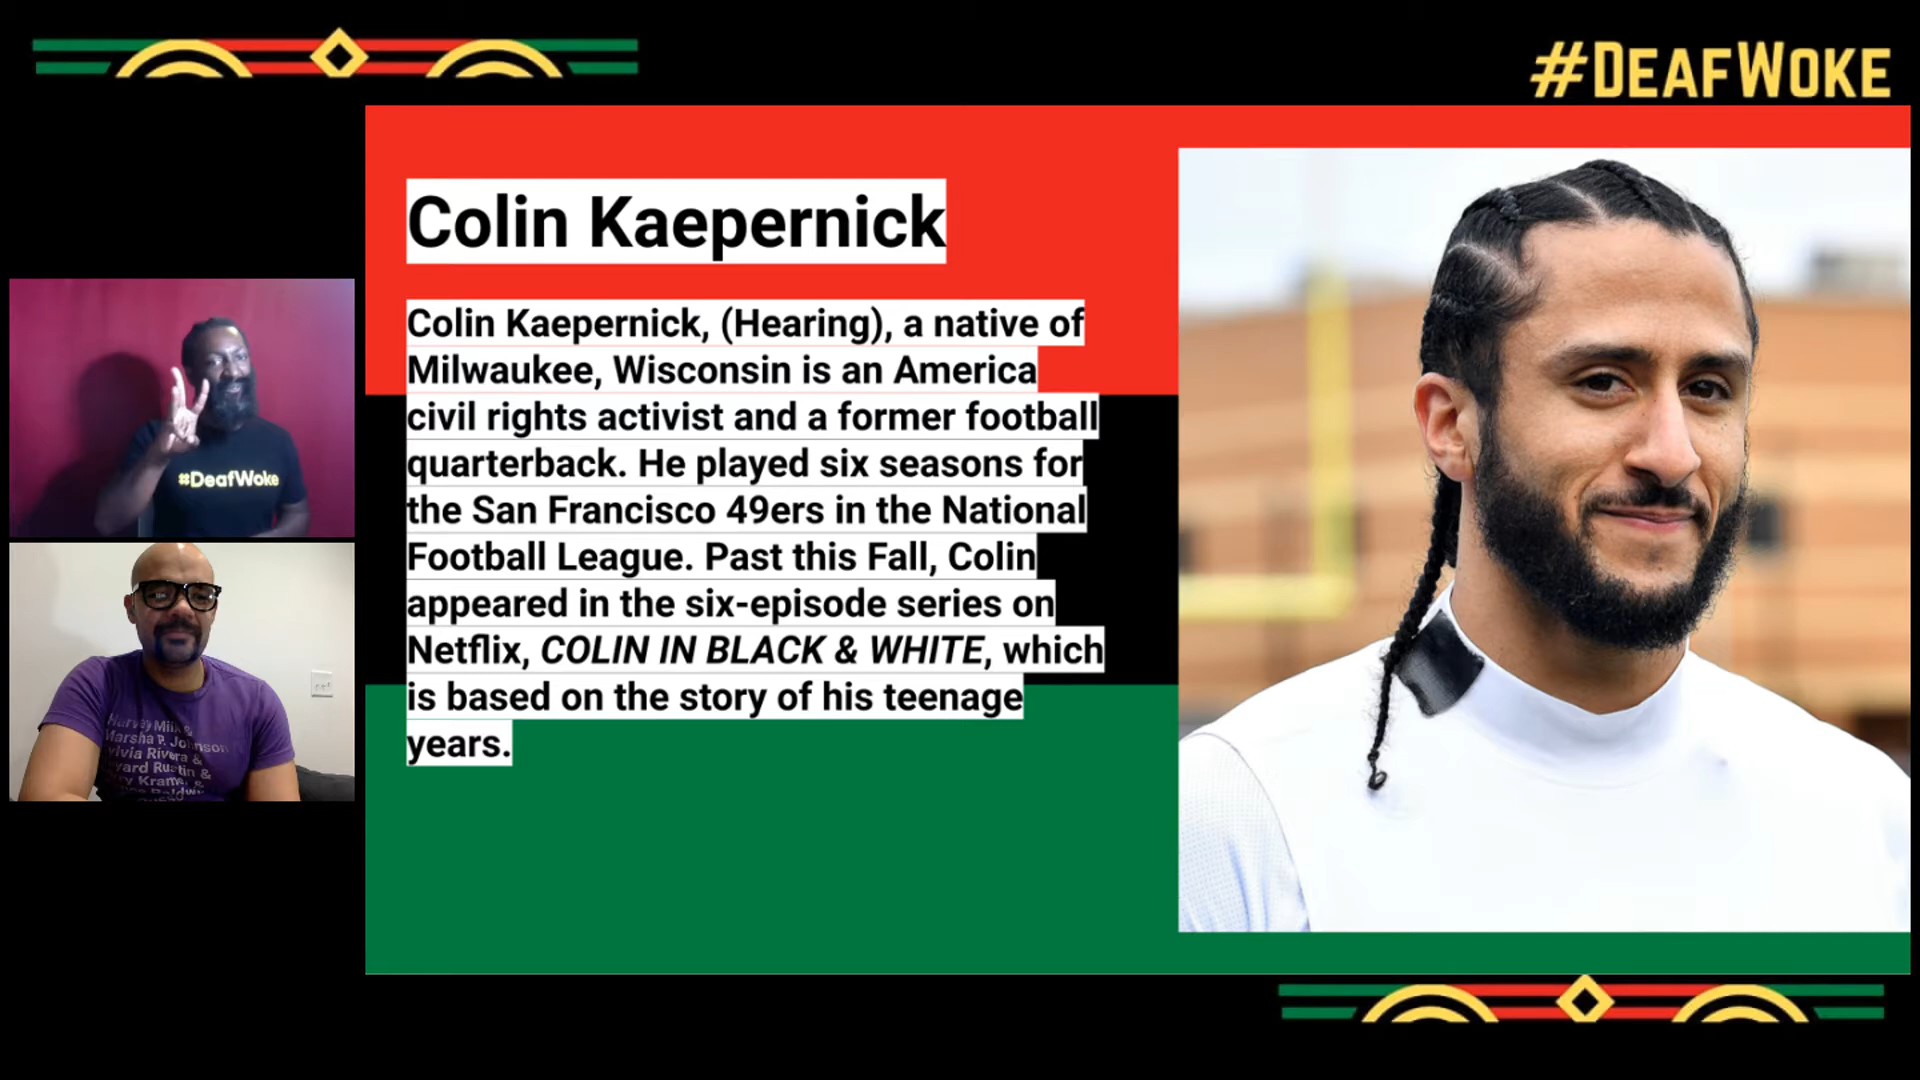 #DEAFWOKE
Colin Kaepernick
Colin Kaepernick, (Hearing), a native of
Milwaukee, Wisconsin is an America
civil rights activist and a former football
quarterback. He played six seasons for
the San Francisco 49ers in the National
Football League. Past this Fall, Colin
appeared in the six-episode series on
Netflix, COLIN IN BLACK & WHITE, which
is based on the story of his teenage
years.
#DeafWoke
Harvey Milk &
Marsha P. Johnson
Rivera &
&